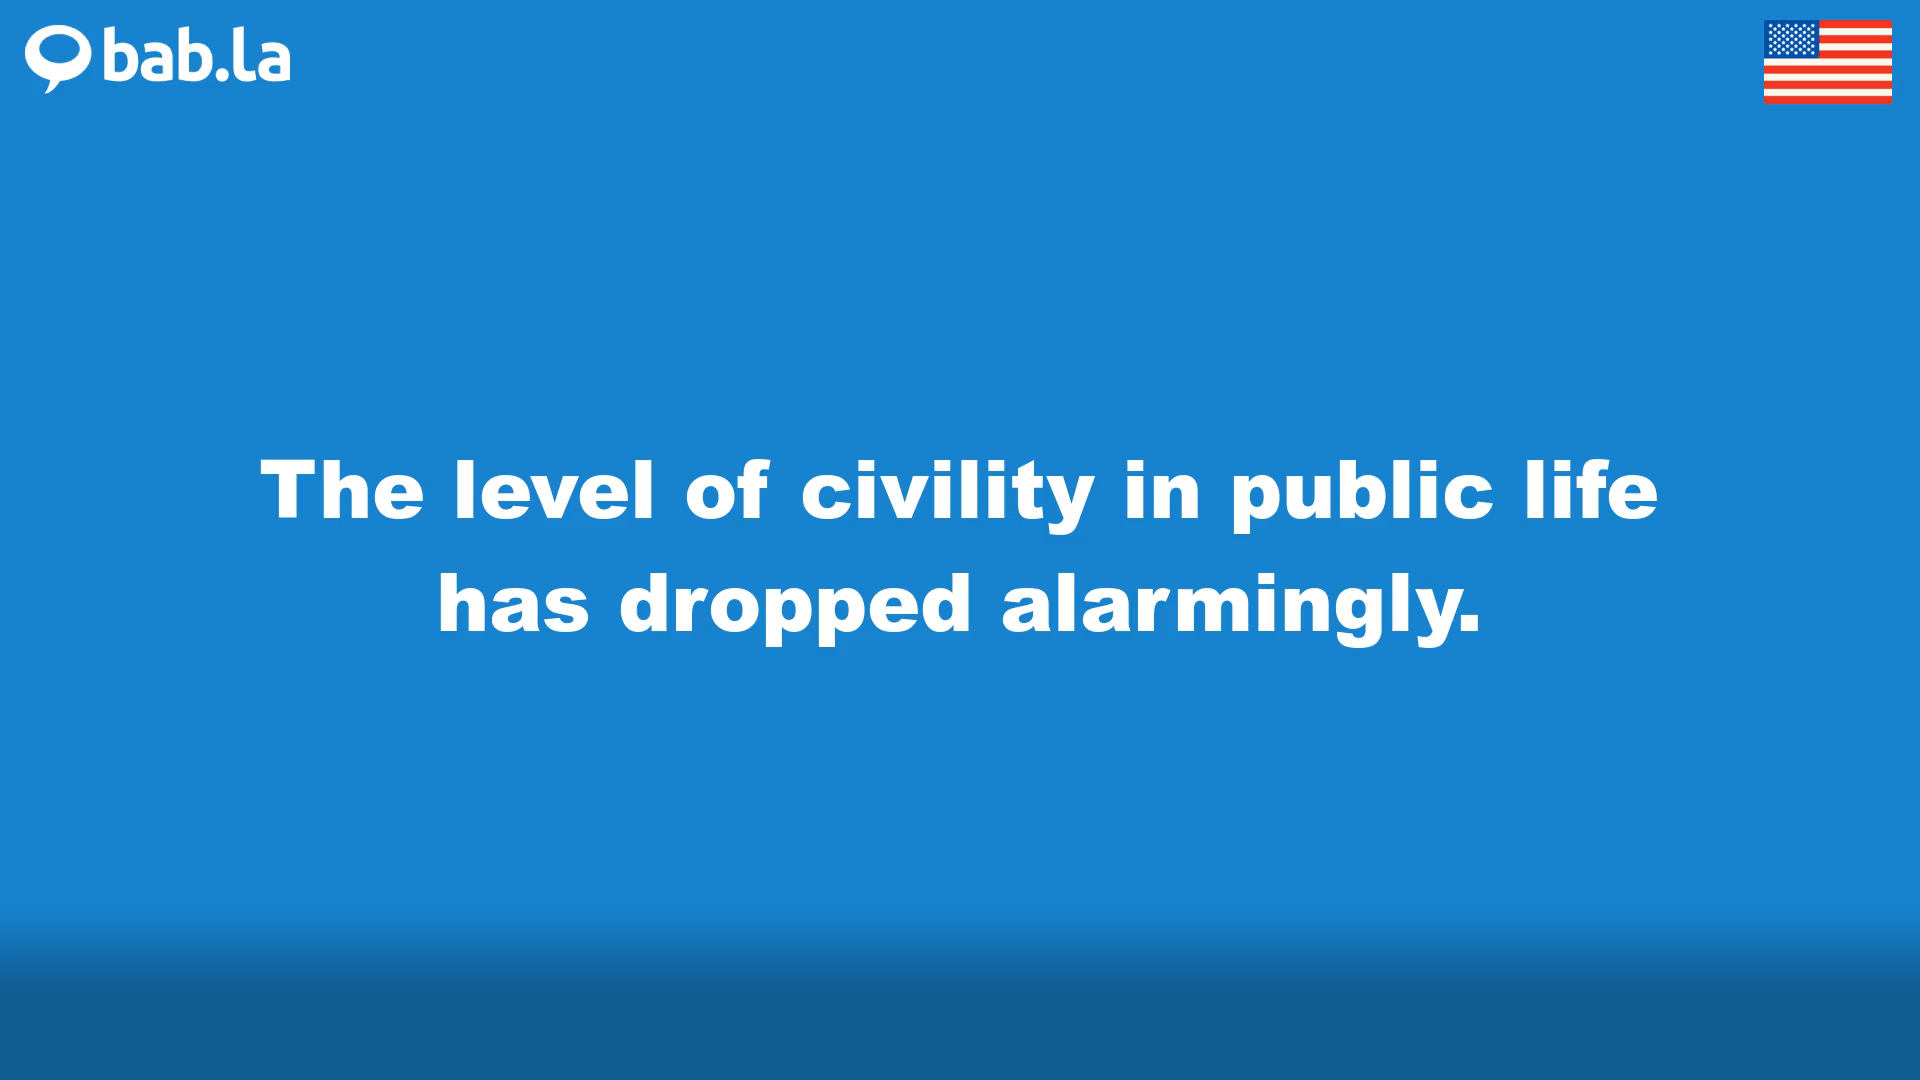 bab.la
The level of civility in public life
has dropped alarmingly.